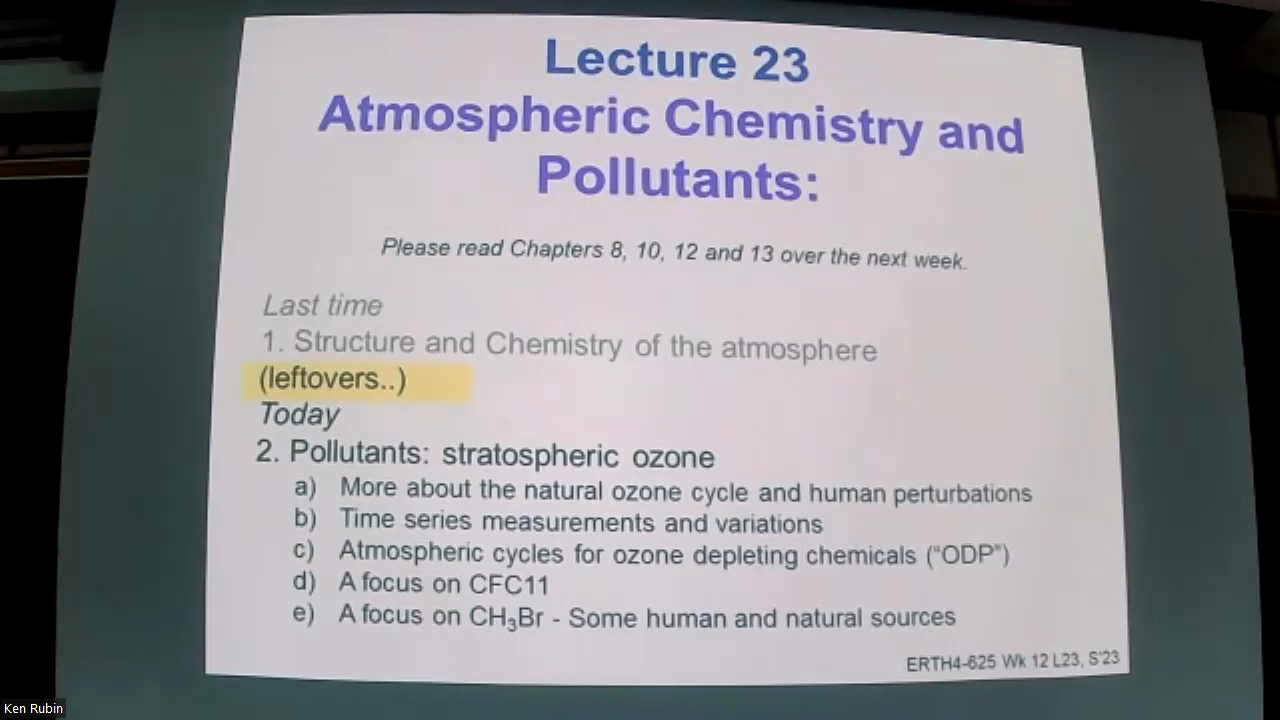 Lecture 23
Atmospheric Chemistry and
Pollutants:
Please read Chapters 8, 10, 12 and 13 over the next week.
Last time
1. Structure and Chemistry of the atmosphere
(leftovers..)
Today
2. Pollutants: stratospheric ozone
a) More about the natural ozone cycle and human perturbations
b) Time series measurements and variations
c) Atmospheric cycles for ozone depleting chemicals ("ODP")
d) A focus on CFC11
e) A focus on CH₃Br - Some human and natural sources
ERTH4-625 Wk 12 L23, S'23
Ken Rubin